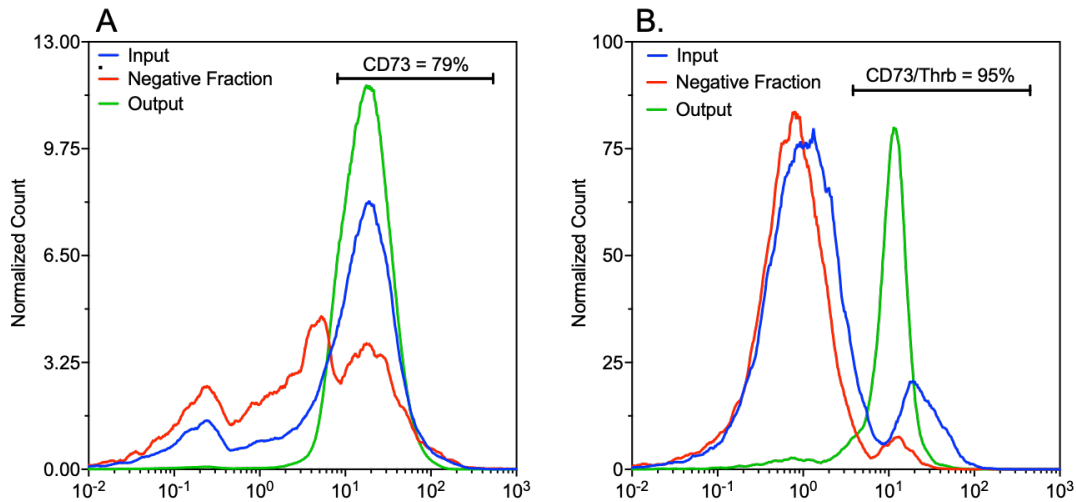 A
13.00
9.75
6.50
3.25
0.00
Normalized Count
Input
Negative Fraction
Output
CD73 = 79%
10-2
10-1
100
101
102
103
B.
100
75
50
25
0
Normalized Count
Input
Negative Fraction
Output
CD73/Thrb = 95%
10-2
10-1
100
101
102
103